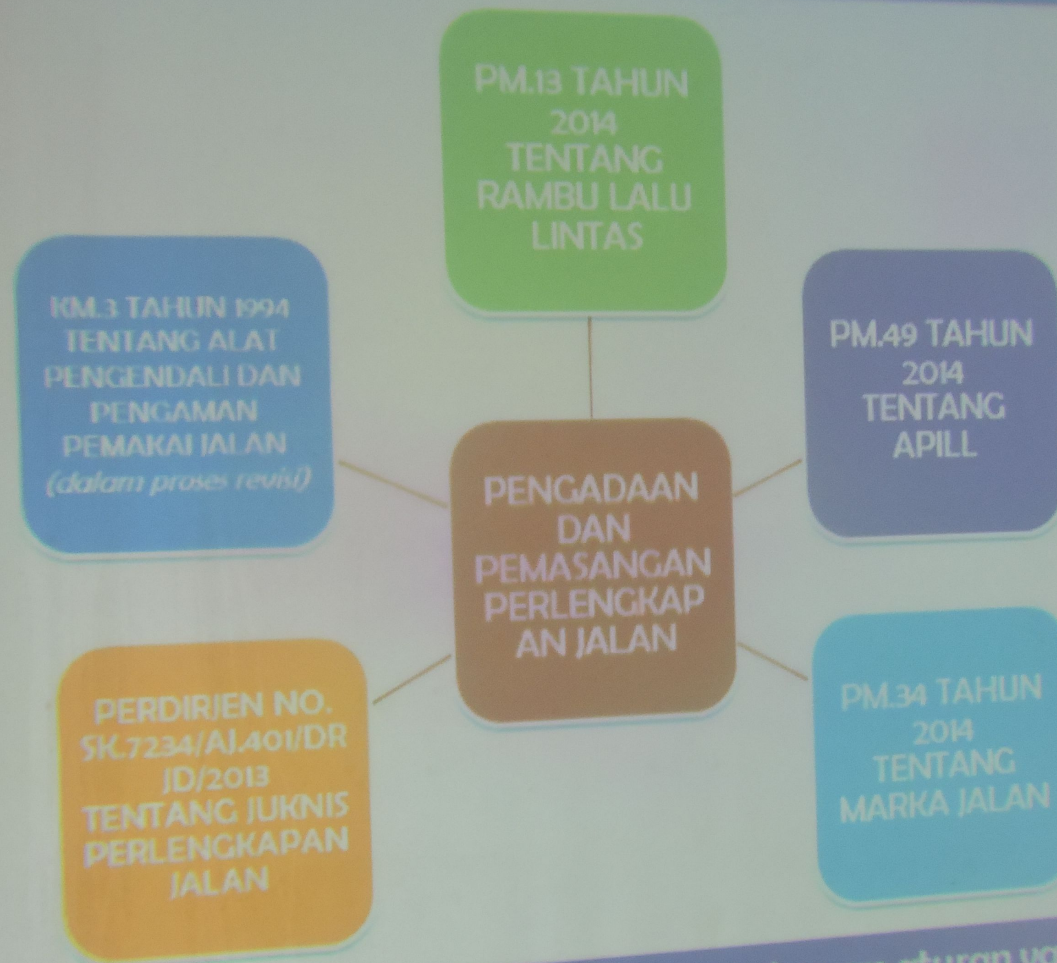 PM.13 TAHUN
2014
TENTANG
RAMBU LALU
LINTAS
KM.3 TAHUN 1994
TENTANG ALAT
PENGENDALI DAN
PENGAMAN
PEMAKAI JALAN
(dalam proses revisi)
PM.49 TAHUN
2014
TENTANG
APILL
PENGADAAN
DAN
PEMASANGAN
PERLENGKAP
AN JALAN
PERDIRJEN NO.
SK.7234/AJ.401/DR
JD/2013
TENTANG JUKNIS
PERLENGKAPAN
JALAN
PM.34 TAHUN
2014
TENTANG
MARKA JALAN